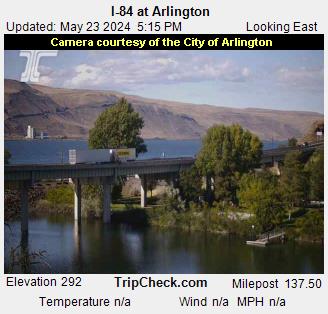 I-84 at Arlington
Updated: May 23 2024  5:15 PM Looking East
Camera courtesy of the City of Arlington
Elevation 292 TripCheck.com Milepost 137.50
Temperature n/a Wind n/a MPH n/a